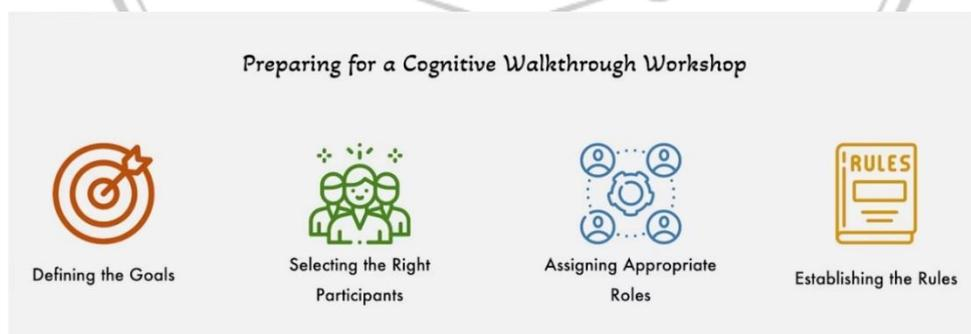 Preparing for a Cognitive Walkthrough Workshop
RULES
Defining the Goals
Selecting the Right
Participants
Assigning Appropriate
Roles
Establishing the Rules